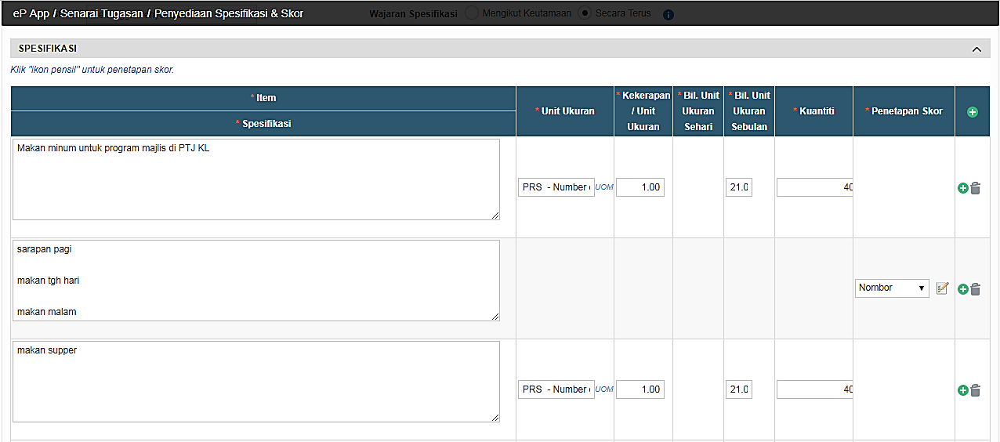 eP App / Senarai Tugasan / Penyediaan Spesifikasi & Skor
Wajaran Spesifikasi Mengikut Keutamaan Secara Terus
SPESIFIKASI
Klik "ikon pensil" untuk penetapan skor.
* Item
* Spesifikasi
* Unit Ukuran
* Kekerapan
/ Unit
Ukuran
* Bil. Unit
Ukuran
Sehari
* Bil. Unit
Ukuran
Sebulan
* Kuantiti
* Penetapan Skor
Makan minum untuk program majlis di PTJ KL
PRS - Number UOM 1.00 21.0 40
sarapan pagi
makan tgh hari
makan malam
Nombor
makan supper
PRS - Number UOM 1.00 21.0 40